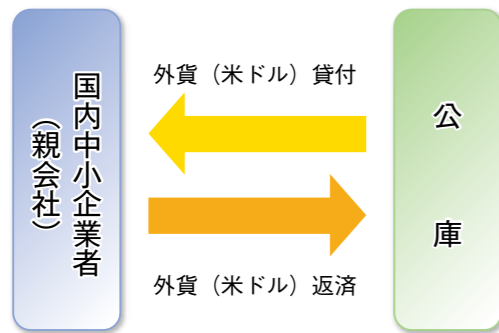 国内中小企業者
（親会社）
外貨（米ドル）貸付
外貨（米ドル）返済
公庫